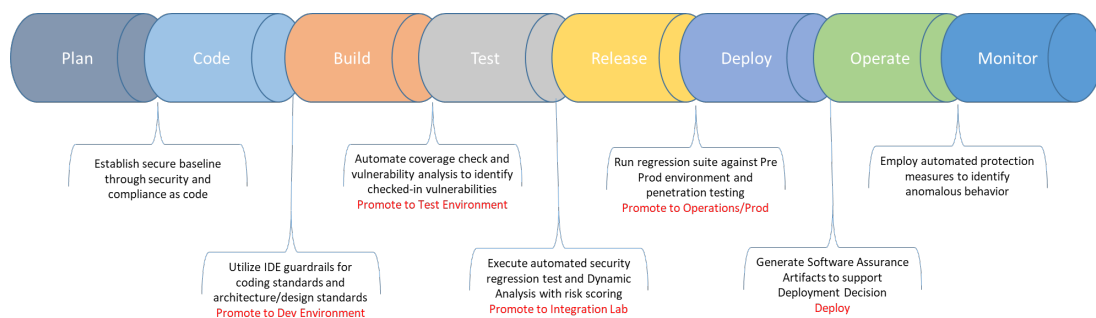 Plan
Code
Build
Test
Release
Deploy
Operate
Monitor
Establish secure baseline
through security and
compliance as code
Automate coverage check and
vulnerability analysis to identify
checked-in vulnerabilities
Promote to Test Environment
Run regression suite against Pre
Prod environment and
penetration testing
Promote to Operations/Prod
Employ automated protection
measures to identify
anomalous behavior
Utilize IDE guardrails for
coding standards and
architecture/design standards
Promote to Dev Environment
Execute automated security
regression test and Dynamic
Analysis with risk scoring
Promote to Integration Lab
Generate Software Assurance
Artifacts to support
Deployment Decision
Deploy